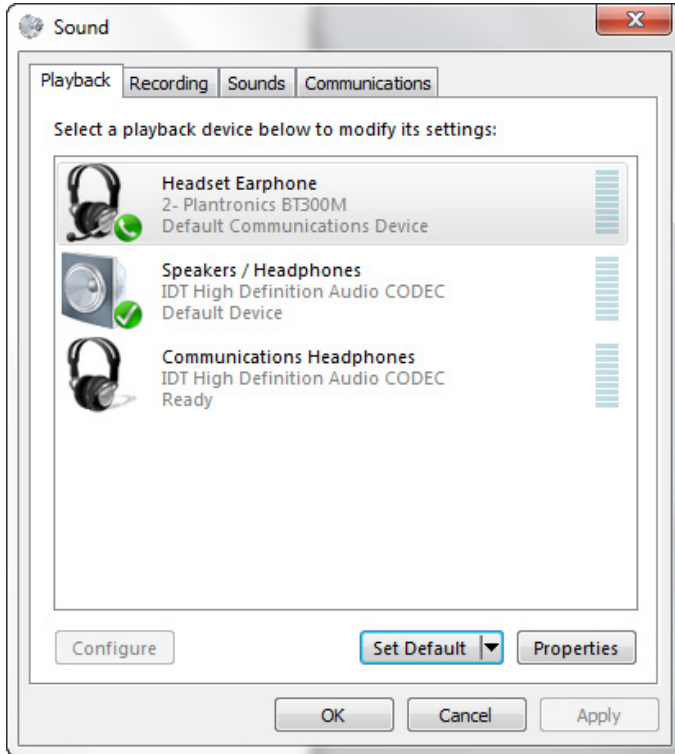 Sound
Playback Recording Sounds Communications
Select a playback device below to modify its settings:
Headset Earphone
2- Plantronics BT300M
Default Communications Device
Speakers / Headphones
IDT High Definition Audio CODEC
Default Device
Communications Headphones
IDT High Definition Audio CODEC
Ready
Configure Set Default Properties
OK Cancel Apply